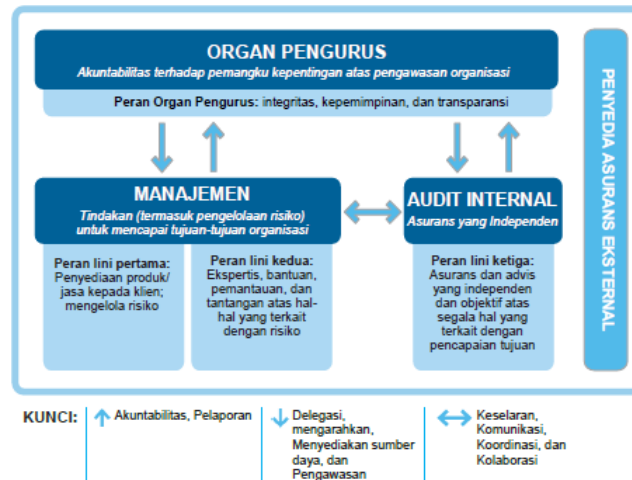 ORGAN PENGURUS
Akuntabilitas terhadap pemangku kepentingan atas pengawasan organisasi
Peran Organ Pengurus: integritas, kepemimpinan, dan transparansi
MANAJEMEN
Tindakan (termasuk pengelolaan risiko)
untuk mencapai tujuan-tujuan organisasi
Peran lini pertama:
Penyediaan produk/
jasa kepada klien;
mengelola risiko
Peran lini kedua:
Ekspertis, bantuan,
pemantauan, dan
tantangan atas hal-
hal yang terkait
dengan risiko
AUDIT INTERNAL
Asurans yang Independen
Peran lini ketiga:
Asurans dan advis
yang independen
dan objektif atas
segala hal yang
terkait dengan
pencapaian tujuan
PENYEDIA ASURANS EKSTERNAL
KUNCI:
Akuntabilitas, Pelaporan
Delegasi,
mengarahkan,
Menyediakan sumber
daya, dan
Pengawasan
Keselaran,
Komunikasi,
Koordinasi, dan
Kolaborasi